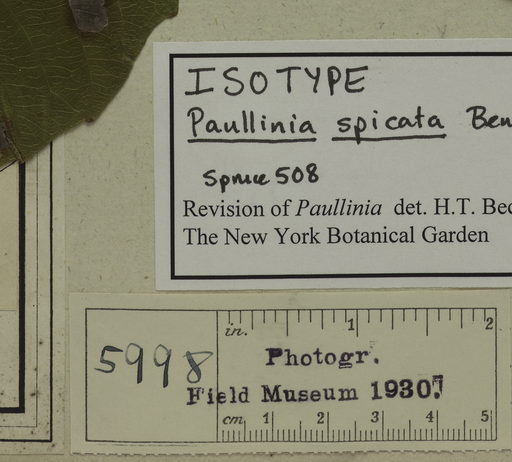 ISOTYPE
Paullinia spicata
Spruce 508
Revision of Paullinia det. H.T.
The New York Botanical Garden
in. 1 2
5998
Photogr.
Field Museum 1930.
cm 1 2 3 4 5